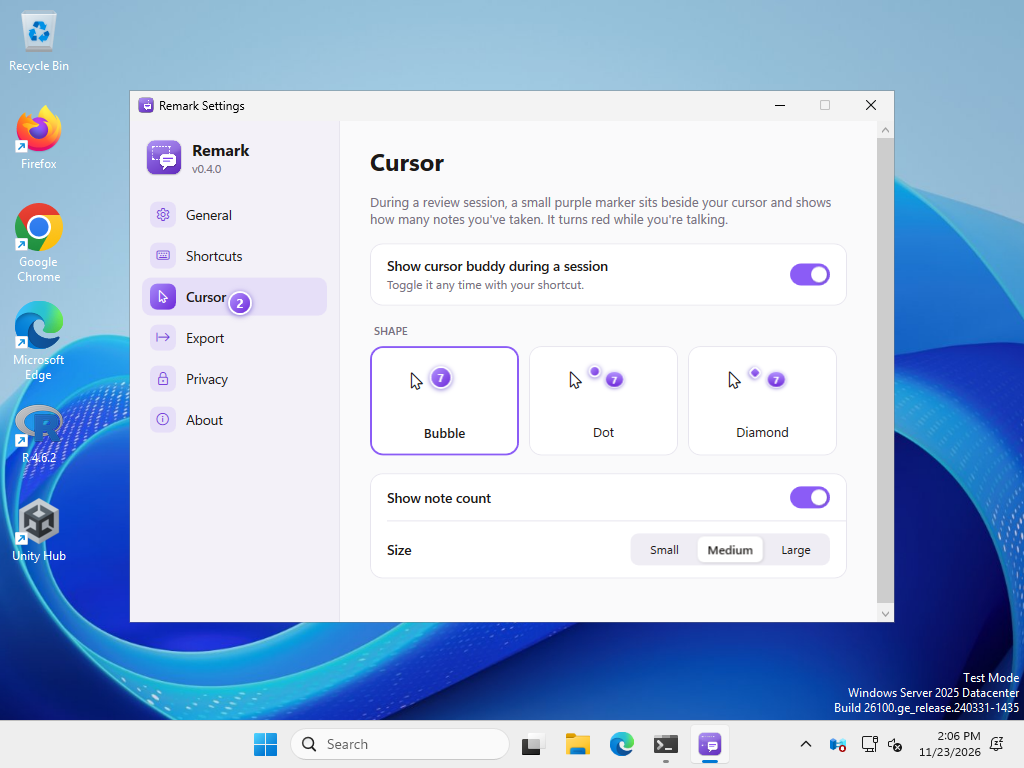 Recycle Bin
Firefox
Google
Chrome
Microsoft
Edge
R 4.6.2
Unity Hub
Remark Settings
Remark
v0.4.0
General
Shortcuts
Cursor
2
Export
Privacy
About
Cursor
During a review session, a small purple marker sits beside your cursor and shows
how many notes you've taken. It turns red while you're talking.
Show cursor buddy during a session
Toggle it any time with your shortcut.
SHAPE
7
Bubble
7
Dot
7
Diamond
Show note count
Size
Small
Medium
Large
Test Mode
Windows Server 2025 Datacenter
Build 26100.ge_release.240331-1435
Search
2:06 PM
11/23/2026